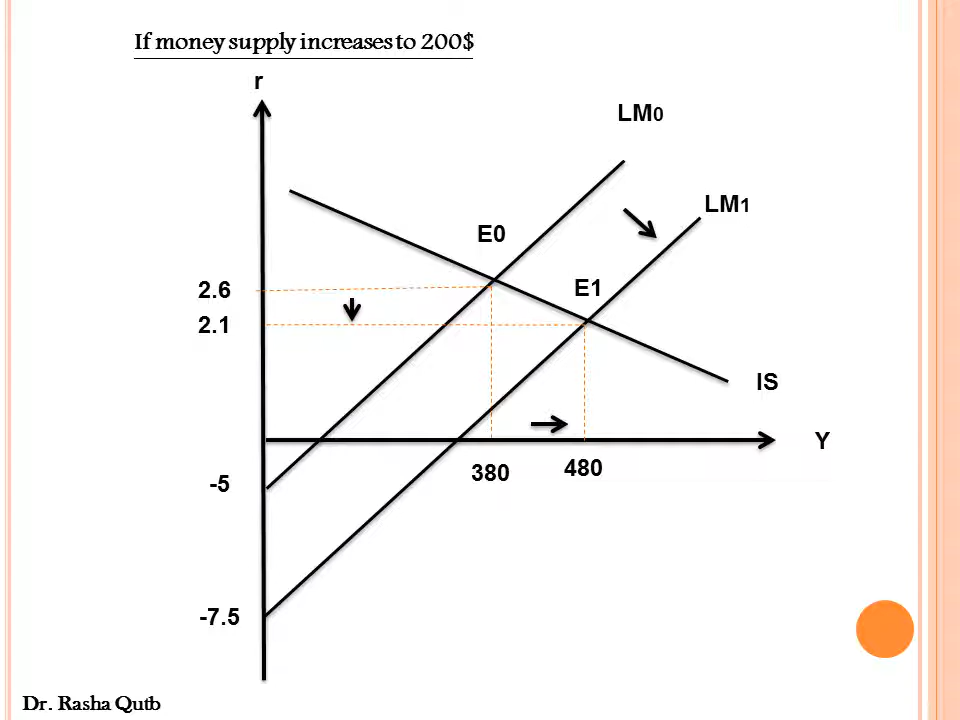 If money supply increases to 200$
r
LM0
LM1
E0
2.6
E1
2.1
IS
Y
380
480
-5
-7.5
Dr. Rasha Qutb